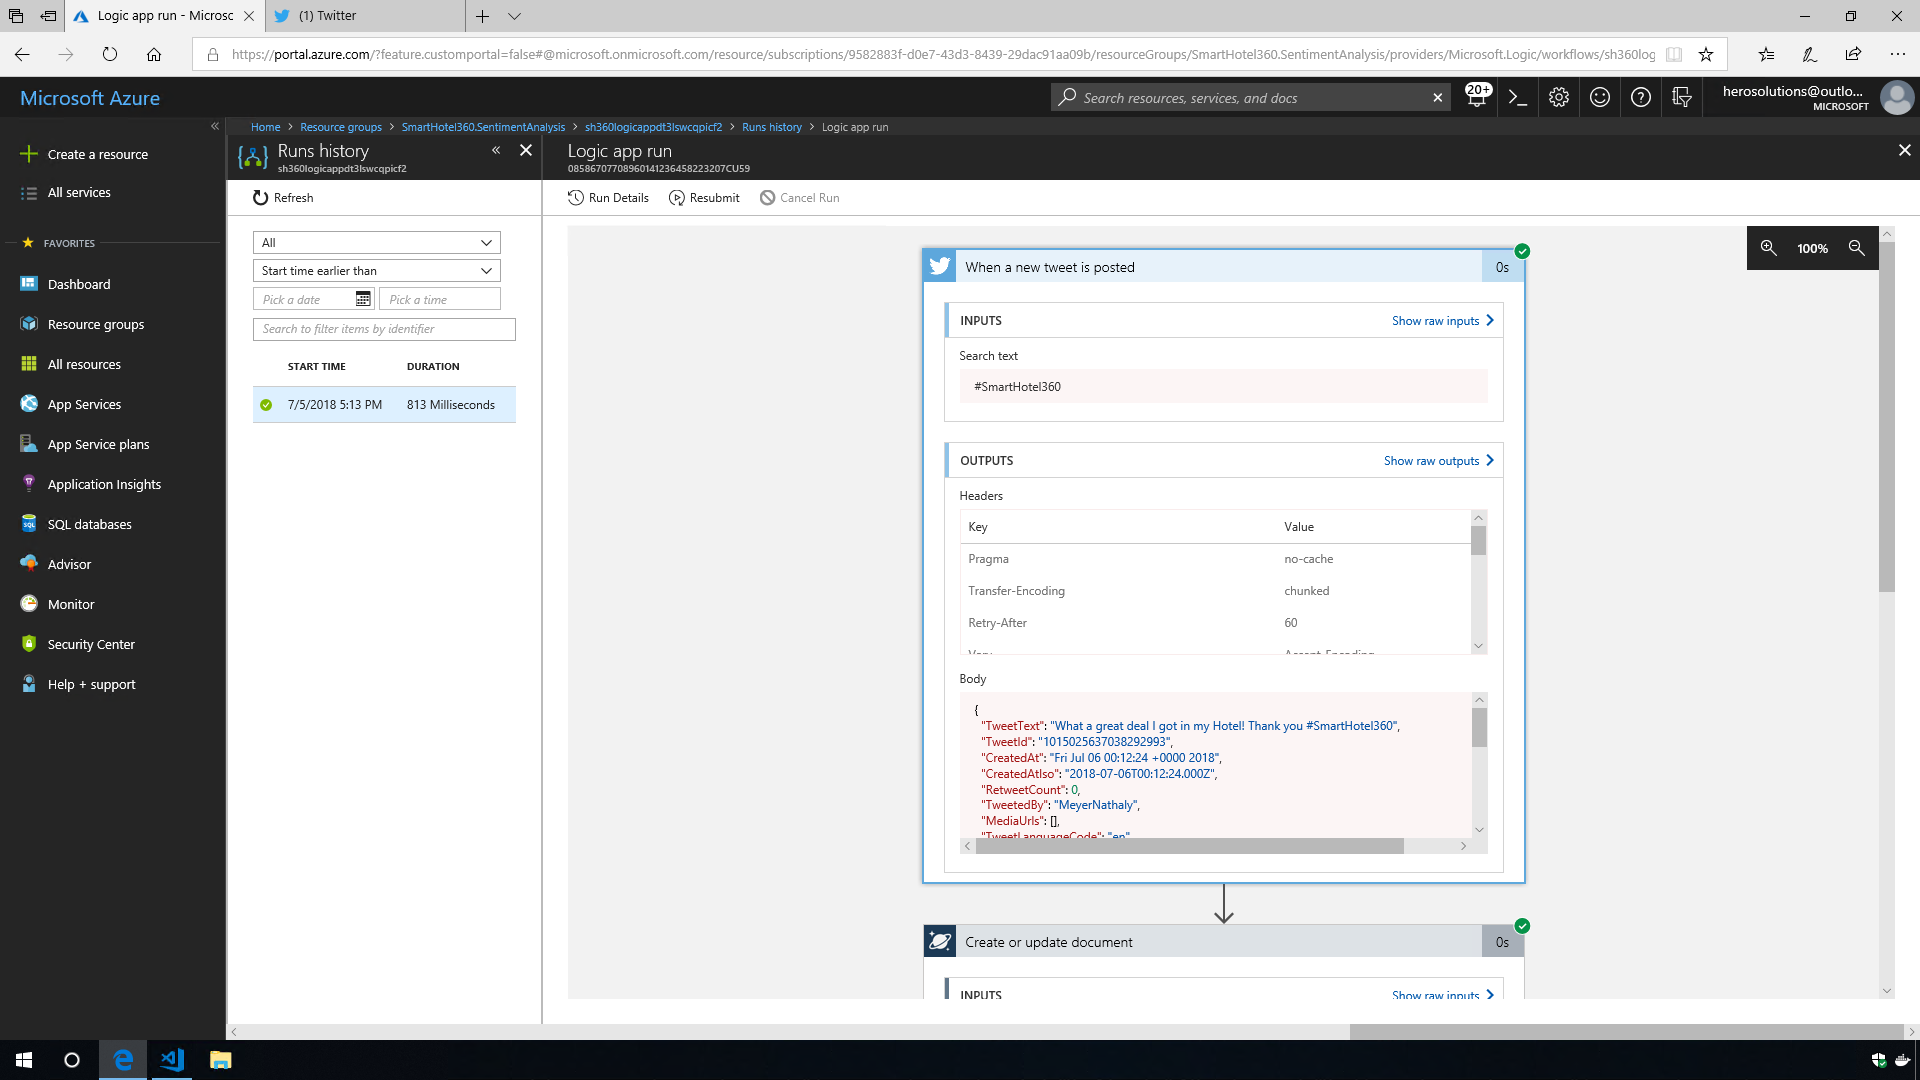 Logic app run - Microsc
(1) Twitter
https://portal.azure.com/?feature.customportal=false#@microsoft.onmicrosoft.com/resource/subscriptions/9582883f-d0e7-43d3-8439-29dac91aa09b/resourceGroups/SmartHotel360.SentimentAnalysis/providers/Microsoft.Logic/workflows/sh360log
Microsoft Azure
Search resources, services, and docs
20+
herosolutions@outlo...
MICROSOFT
Home > Resource groups > SmartHotel360.SentimentAnalysis > sh360logicappdt3lswcqpicf2 > Runs history > Logic app run
Create a resource
All services
FAVORITES
Dashboard
Resource groups
All resources
App Services
App Service plans
Application Insights
SQL databases
Advisor
Monitor
Security Center
Help + support
Runs history
sh360logicappdt3lswcqpicf2
Refresh
All
Start time earlier than
Pick a date
Pick a time
Search to filter items by identifier
START TIME DURATION
7/5/2018 5:13 PM 813 Milliseconds
Logic app run
08586707708960141236458223207CU59
Run Details
Resubmit
Cancel Run
100%
When a new tweet is posted
0s
INPUTS
Show raw inputs
Search text
#SmartHotel360
OUTPUTS
Show raw outputs
Headers
Key Value
Pragma no-cache
Transfer-Encoding chunked
Retry-After 60
Vary Accept-Encoding
Body
{
"TweetText": "What a great deal I got in my Hotel! Thank you #SmartHotel360",
"TweetId": "1015025637038292993",
"CreatedAt": "Fri Jul 06 00:12:24 +0000 2018",
"CreatedAtIso": "2018-07-06T00:12:24.000Z",
"RetweetCount": 0,
"TweetedBy": "MeyerNathaly",
"MediaUrls": [],
"TweetLanguageCode": "en"
Create or update document
0s
INPUTS
Show raw inputs